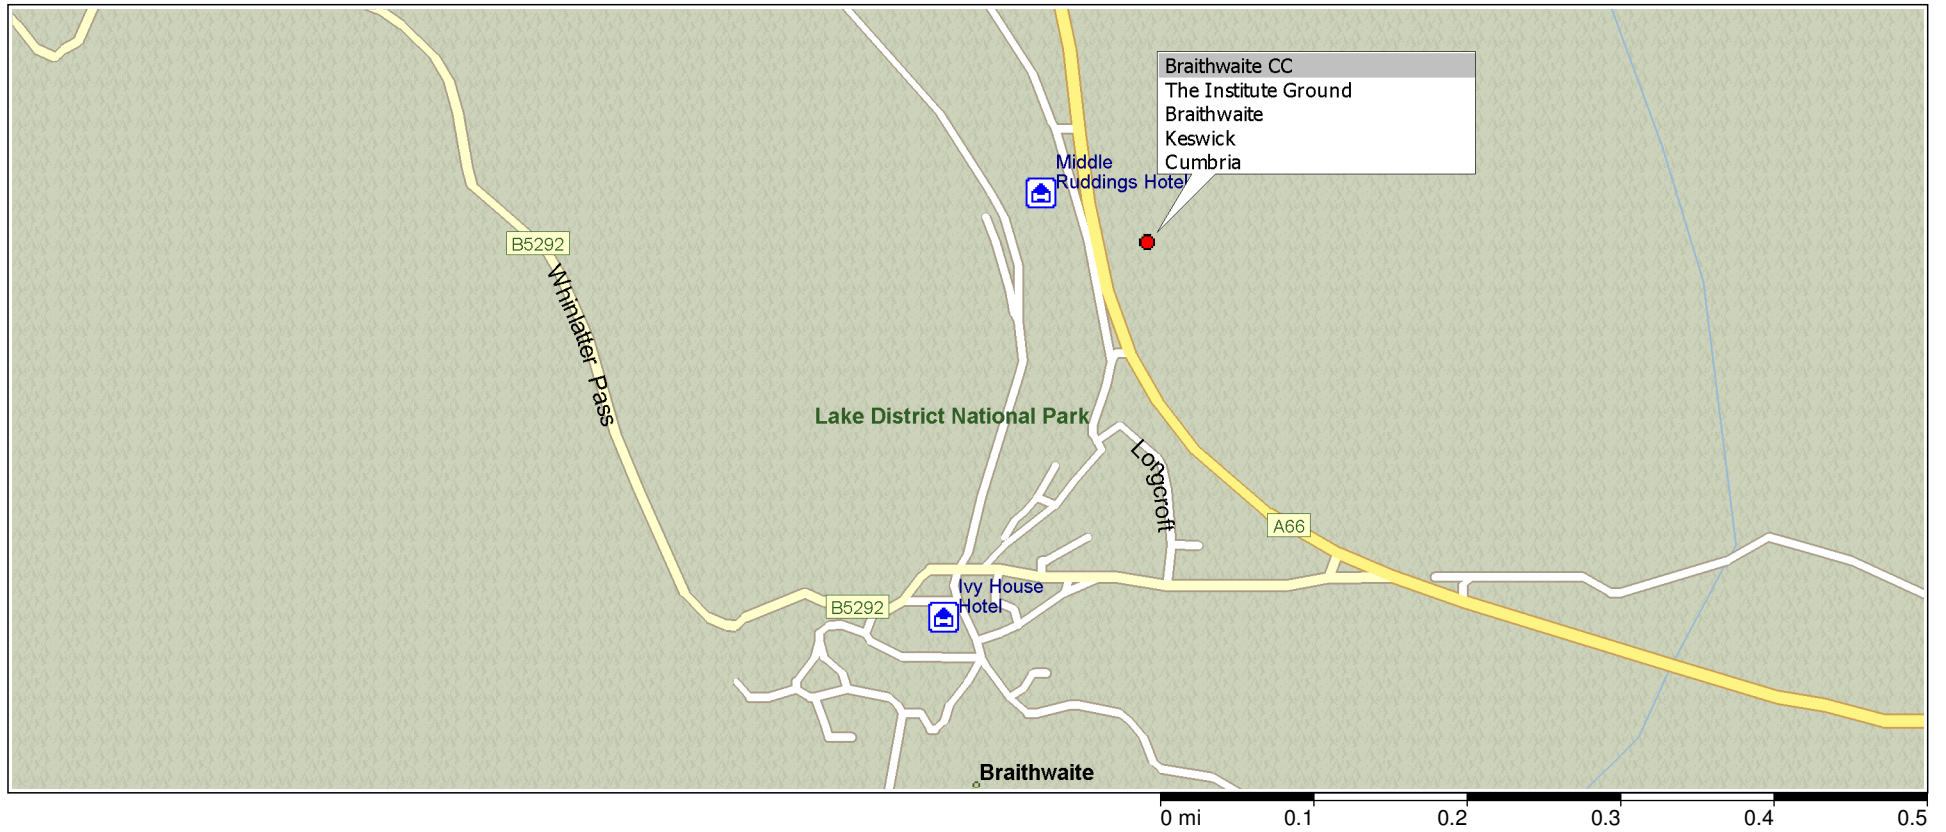 Braithwaite CC
The Institute Ground
Braithwaite
Keswick
Cumbria
Middle
Ruddings Hotel
B5292
Whinlatter Pass
Lake District National Park
Longcroft
A66
Ivy House
Hotel
B5292
Braithwaite
0 mi 0.1 0.2 0.3 0.4 0.5